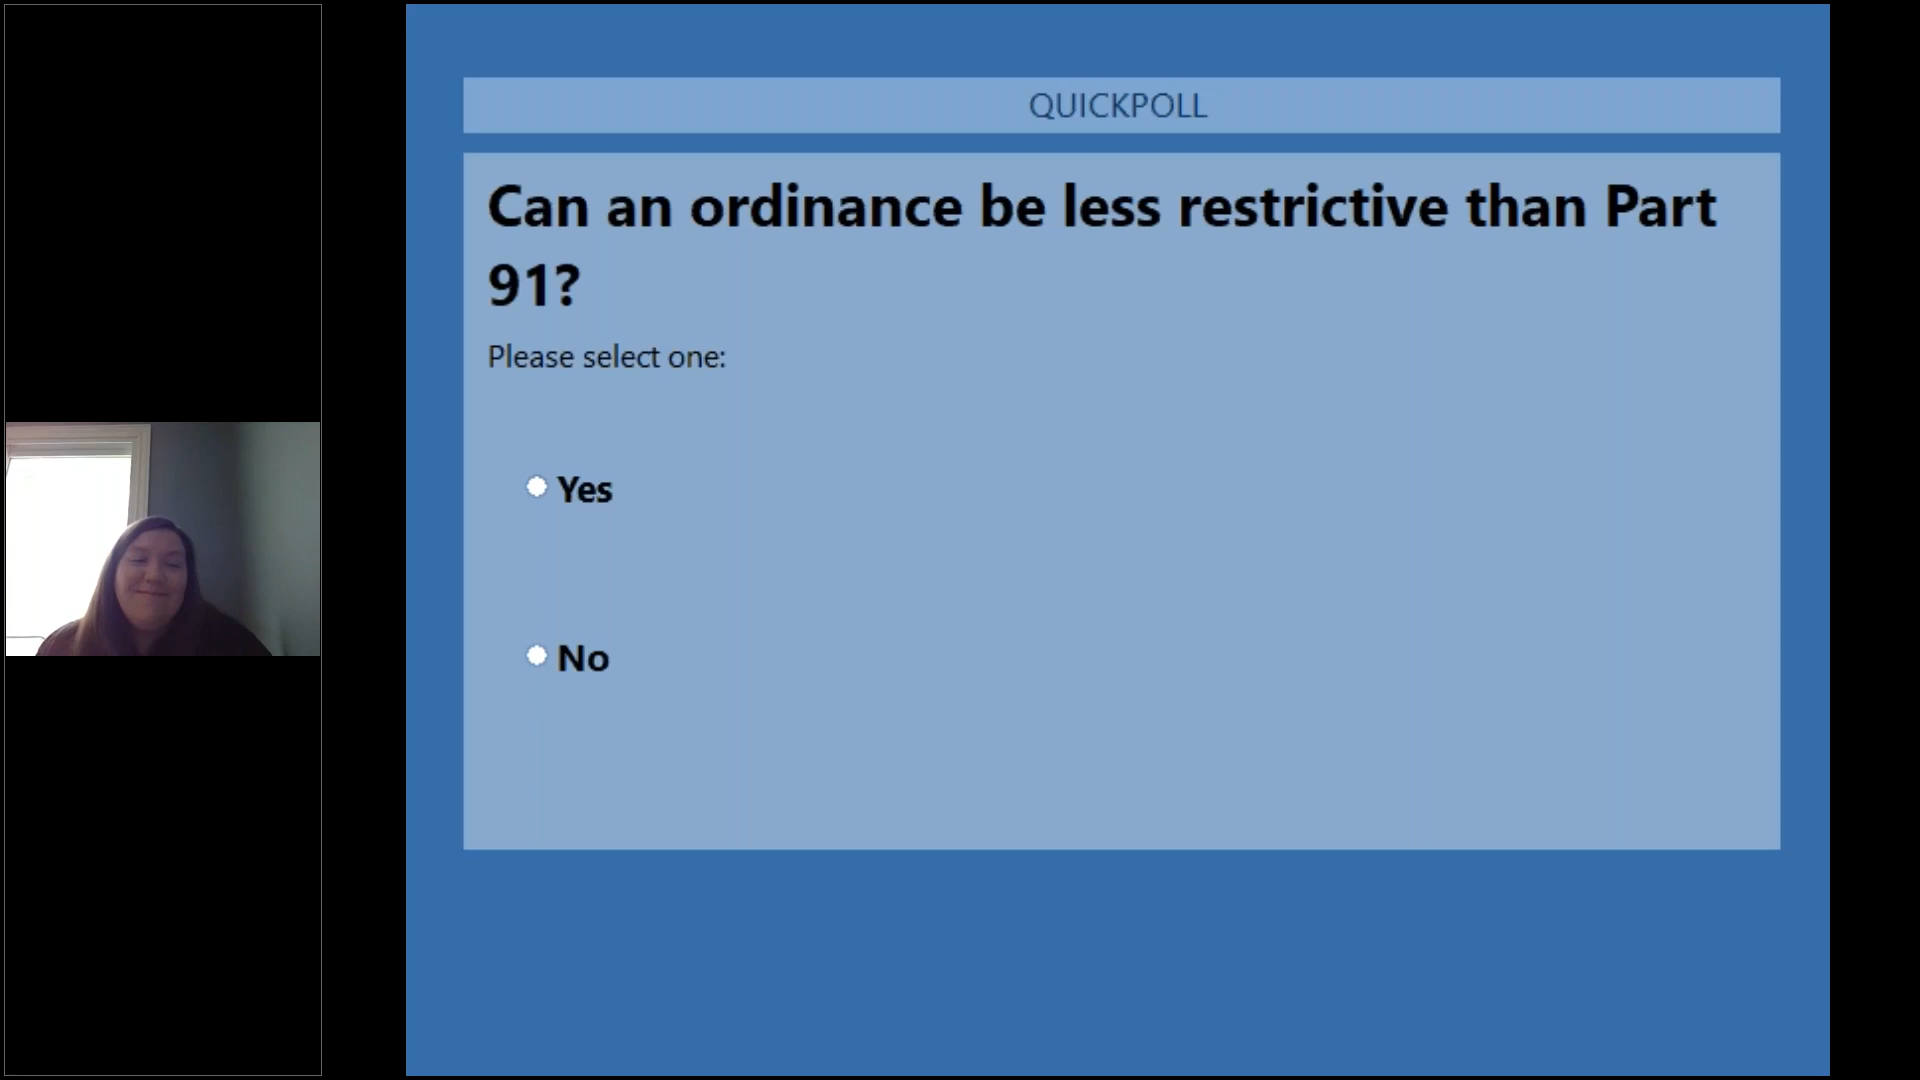 QUICKPOLL
Can an ordinance be less restrictive than Part
91?
Please select one:
Yes
No